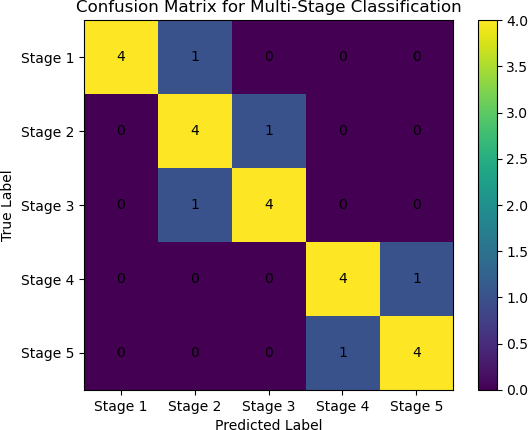 Confusion Matrix for Multi-Stage Classification
True Label
Stage 1 4 1 0 0 0
Stage 2 0 4 1 0 0
Stage 3 0 1 4 0 0
Stage 4 0 0 0 4 1
Stage 5 0 0 0 1 4
Stage 1 Stage 2 Stage 3 Stage 4 Stage 5
Predicted Label
4.0
3.5
3.0
2.5
2.0
1.5
1.0
0.5
0.0